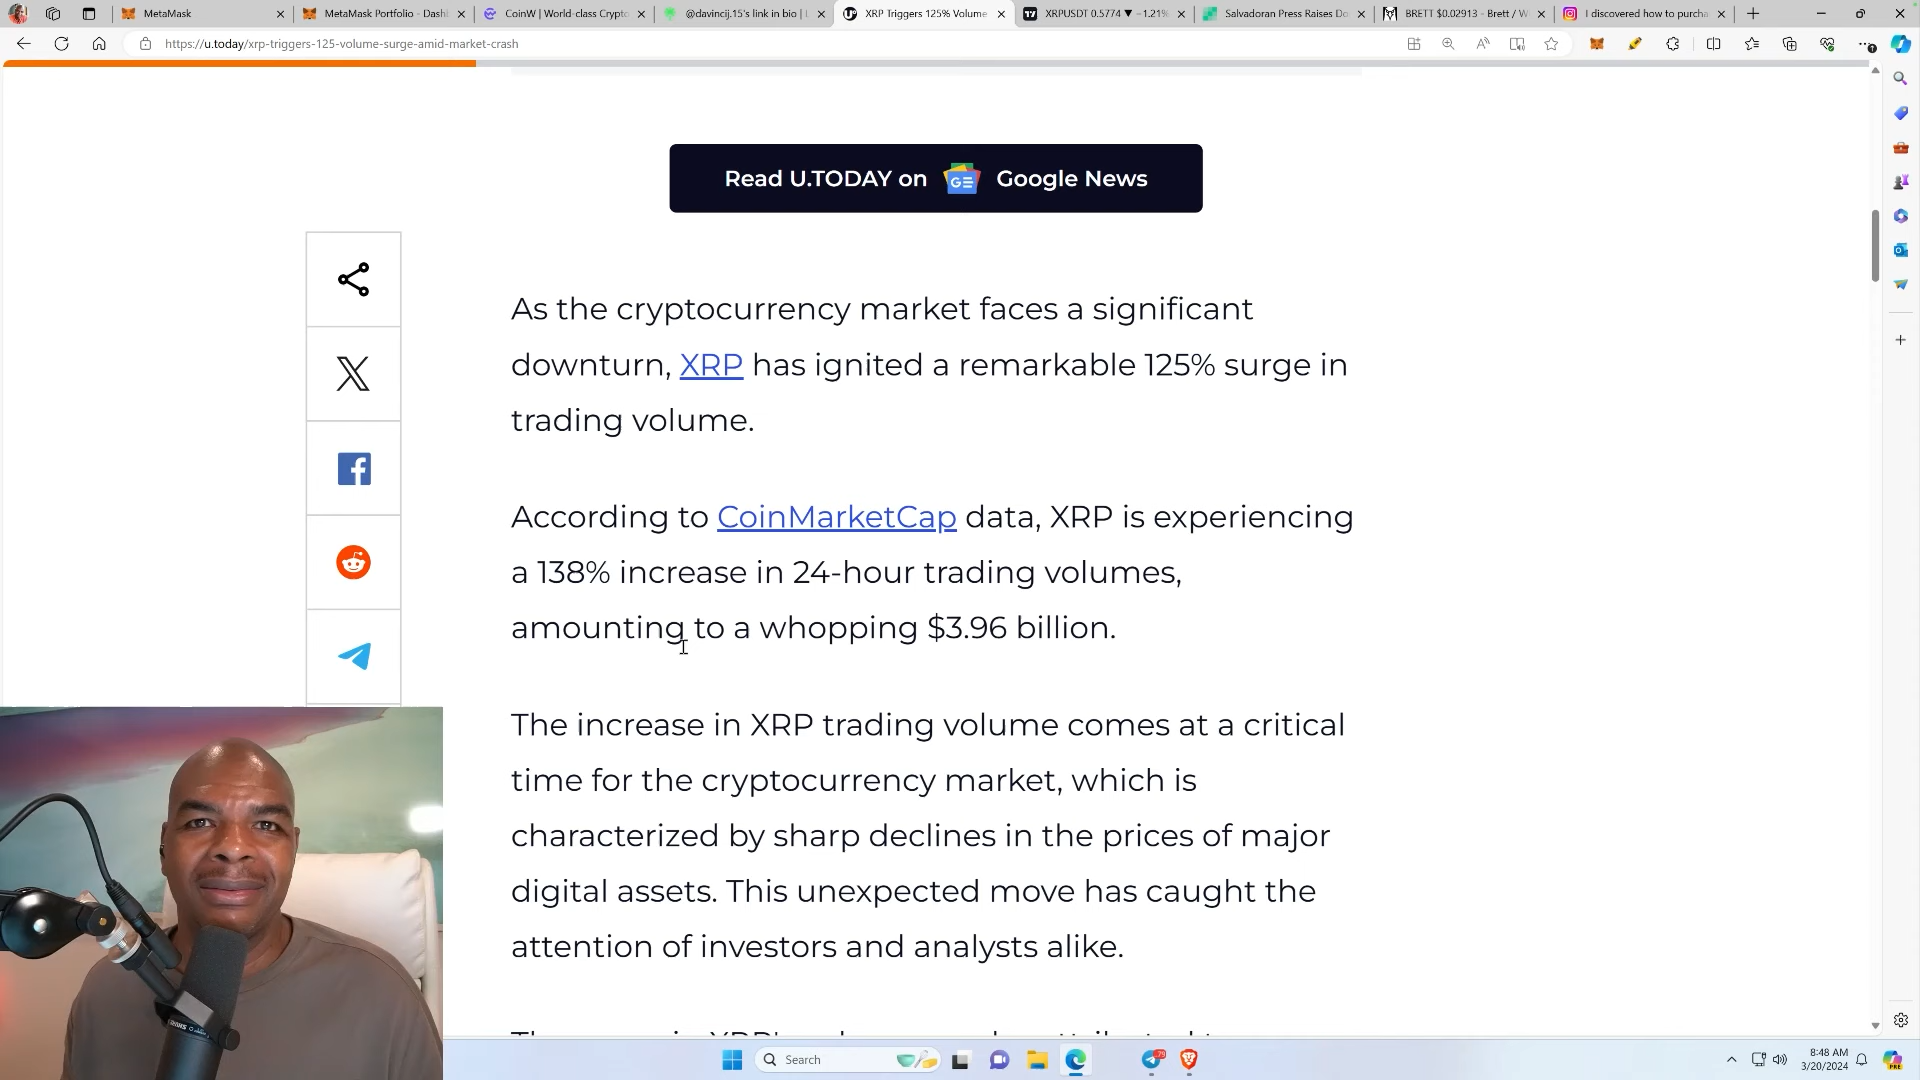 MetaMask
MetaMask Portfolio - Dash
CoinW | World-class Crypto
@davincij.15's link in bio | L
XRP Triggers 125% Volume
XRPUSDT 0.5774 ▼ −1.21%
Salvadoran Press Raises Do
BRETT $0.02913 - Brett / W
I discovered how to purcha
https://u.today/xrp-triggers-125-volume-surge-amid-market-crash
Read U.TODAY on Google News
As the cryptocurrency market faces a significant
downturn, XRP has ignited a remarkable 125% surge in
trading volume.
According to CoinMarketCap data, XRP is experiencing
a 138% increase in 24-hour trading volumes,
amounting to a whopping $3.96 billion.
The increase in XRP trading volume comes at a critical
time for the cryptocurrency market, which is
characterized by sharp declines in the prices of major
digital assets. This unexpected move has caught the
attention of investors and analysts alike.
Search
8:48 AM
3/20/2024